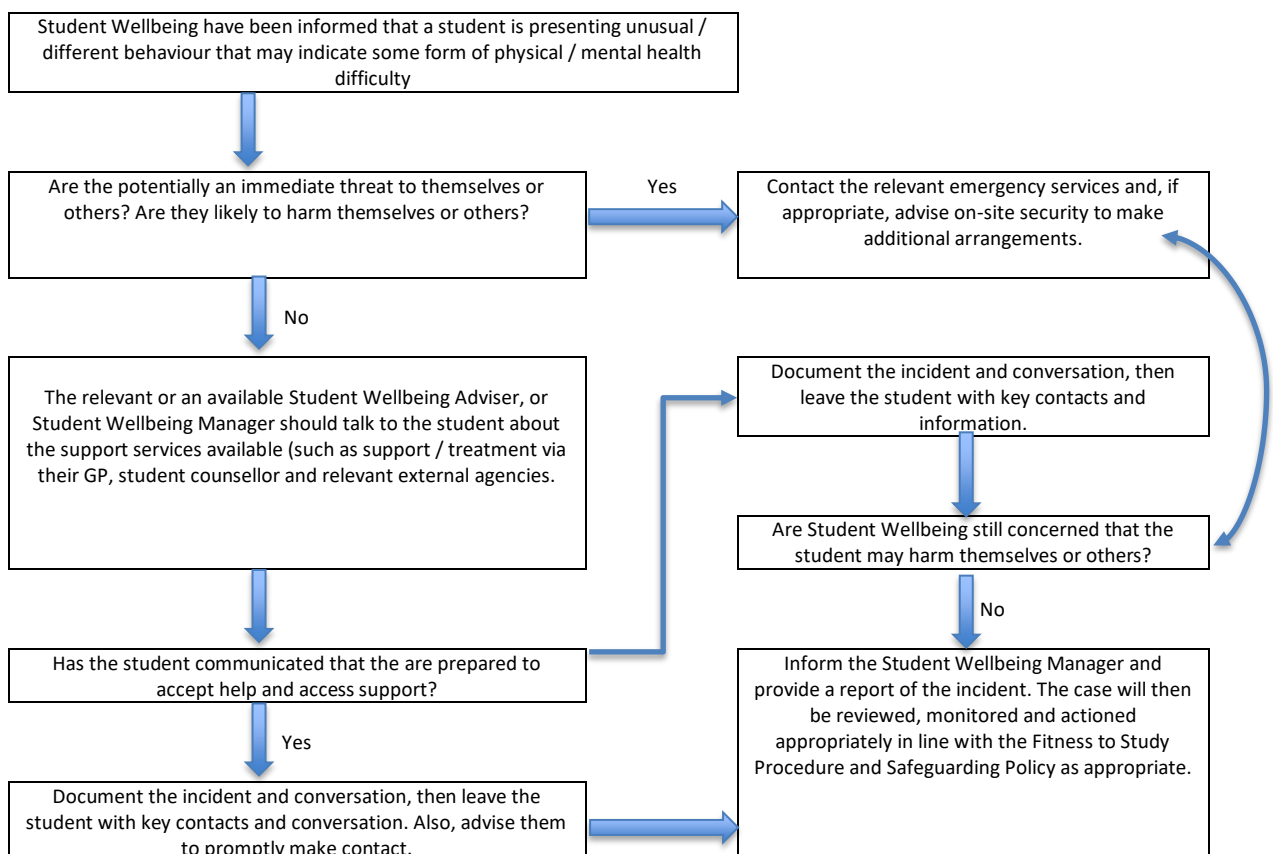 Student Wellbeing have been informed that a student is presenting unusual /
different behaviour that may indicate some form of physical / mental health
difficulty
Are the potentially an immediate threat to themselves or
others? Are they likely to harm themselves or others?
Yes
Contact the relevant emergency services and, if
appropriate, advise on-site security to make
additional arrangements.
No
The relevant or an available Student Wellbeing Adviser, or
Student Wellbeing Manager should talk to the student about
the support services available (such as support / treatment via
their GP, student counsellor and relevant external agencies.
Document the incident and conversation, then
leave the student with key contacts and
information.
Are Student Wellbeing still concerned that the
student may harm themselves or others?
No
Has the student communicated that the are prepared to
accept help and access support?
Yes
Inform the Student Wellbeing Manager and
provide a report of the incident. The case will then
be reviewed, monitored and actioned
appropriately in line with the Fitness to Study
Procedure and Safeguarding Policy as appropriate.
Document the incident and conversation, then leave the
student with key contacts and conversation. Also, advise them
to promptly make contact.